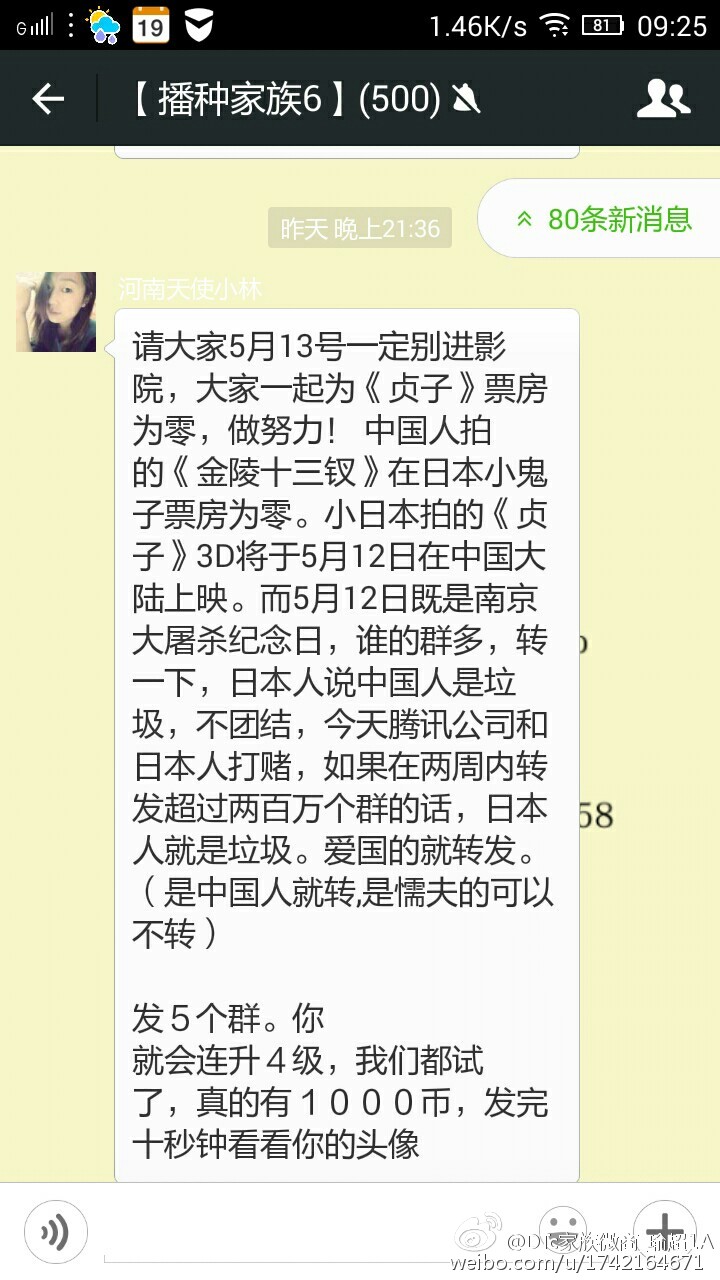 G
19
1.46K/s
81
09:25
【播种家族6】(500)
80条新消息
昨天 晚上21:36
河南天使小林
请大家5月13号一定别进影
院，大家一起为《贞子》票房
为零，做努力！ 中国人拍
的《金陵十三钗》在日本小鬼
子票房为零。小日本拍的《贞
子》3D将于5月12日在中国大
陆上映。而5月12日既是南京
大屠杀纪念日，谁的群多，转
一下，日本人说中国人是垃
圾，不团结，今天腾讯公司和
日本人打赌，如果在两周内转
发超过两百万个群的话，日本
人就是垃圾。爱国的就转发。
（是中国人就转,是懦夫的可以
不转）
58
发５个群。你
就会连升４级，我们都试
了，真的有１０００币，发完
十秒钟看看你的头像
weibo.com/u/1742164671